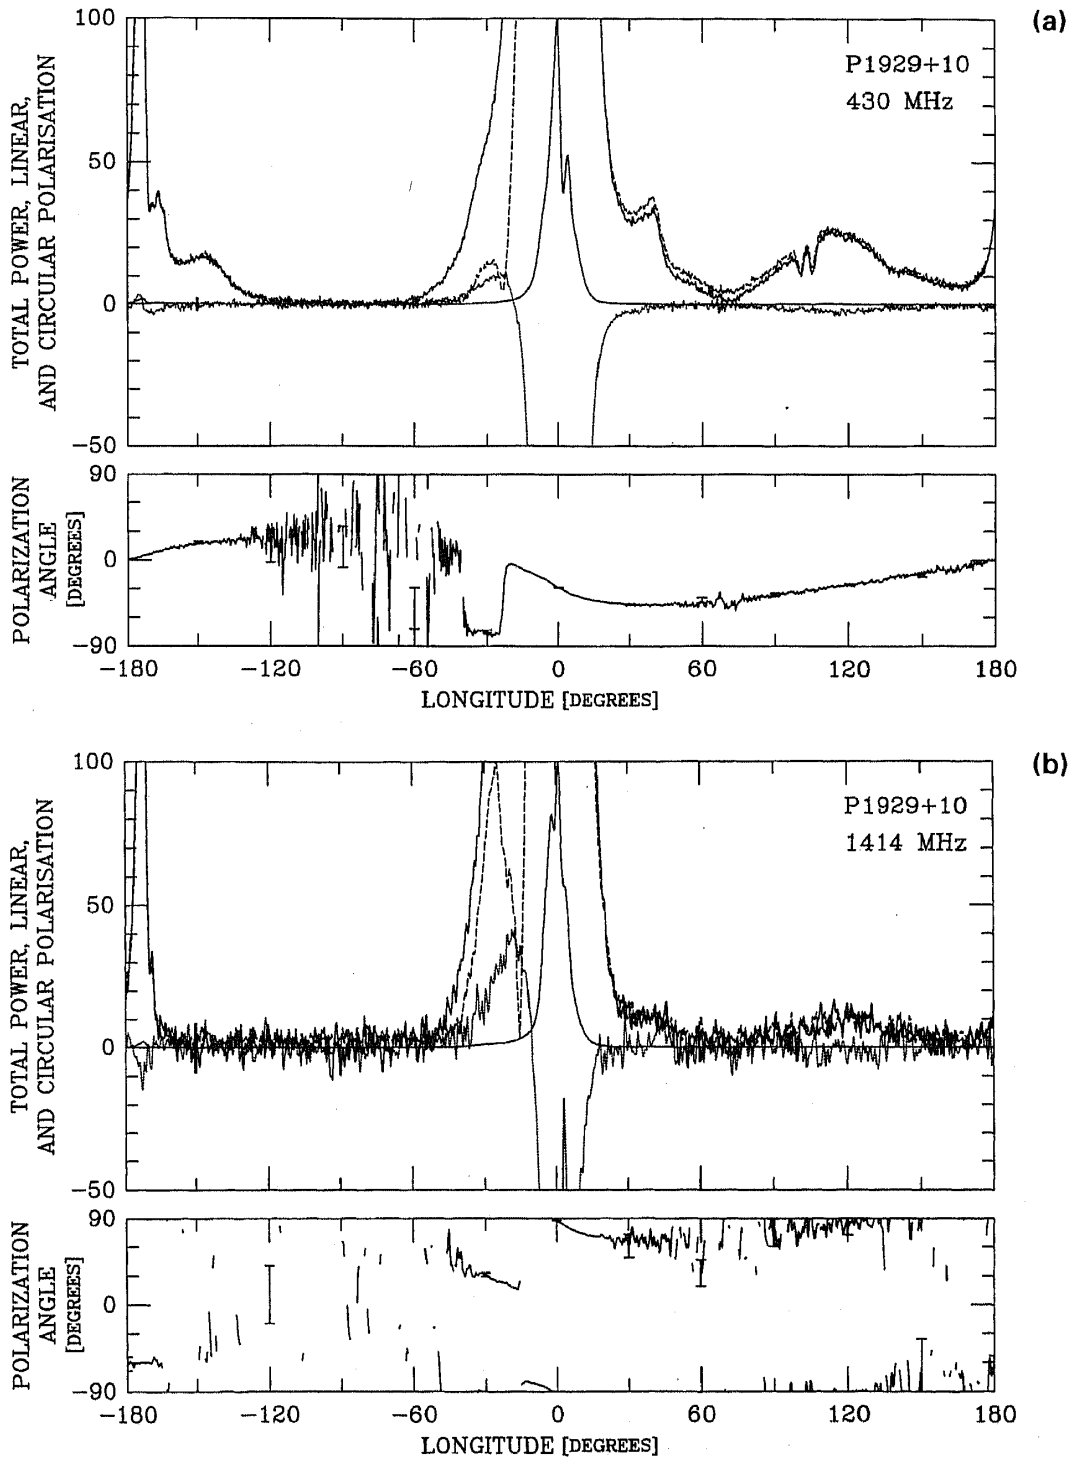 (a)
P1929+10
430 MHz
TOTAL POWER, LINEAR,
AND CIRCULAR POLARISATION
100
50
0
-50
POLARIZATION
ANGLE
[DEGREES]
90
0
-90
-180 -120 -60 0 60 120 180
LONGITUDE [DEGREES]
(b)
P1929+10
1414 MHz
TOTAL POWER, LINEAR,
AND CIRCULAR POLARISATION
100
50
0
-50
POLARIZATION
ANGLE
[DEGREES]
90
0
-90
-180 -120 -60 0 60 120 180
LONGITUDE [DEGREES]